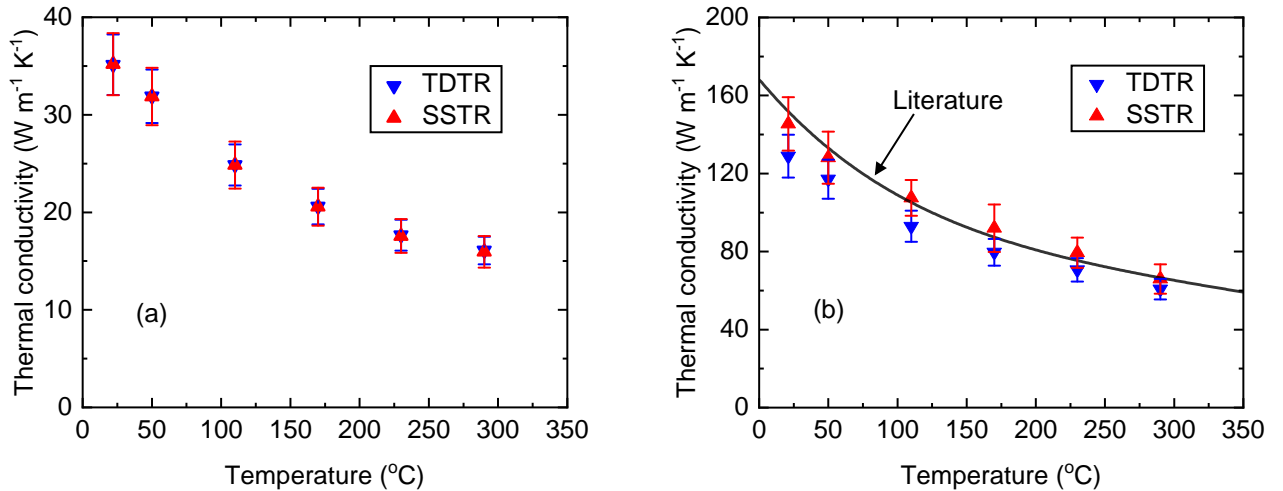 40
30
20
10
0
0 50 100 150 200 250 300 350
Thermal conductivity (W m-1 K-1)
Temperature (oC)
TDTR
SSTR
(a)
200
160
120
80
40
0
0 50 100 150 200 250 300 350
Thermal conductivity (W m-1 K-1)
Temperature (oC)
TDTR
SSTR
Literature
(b)